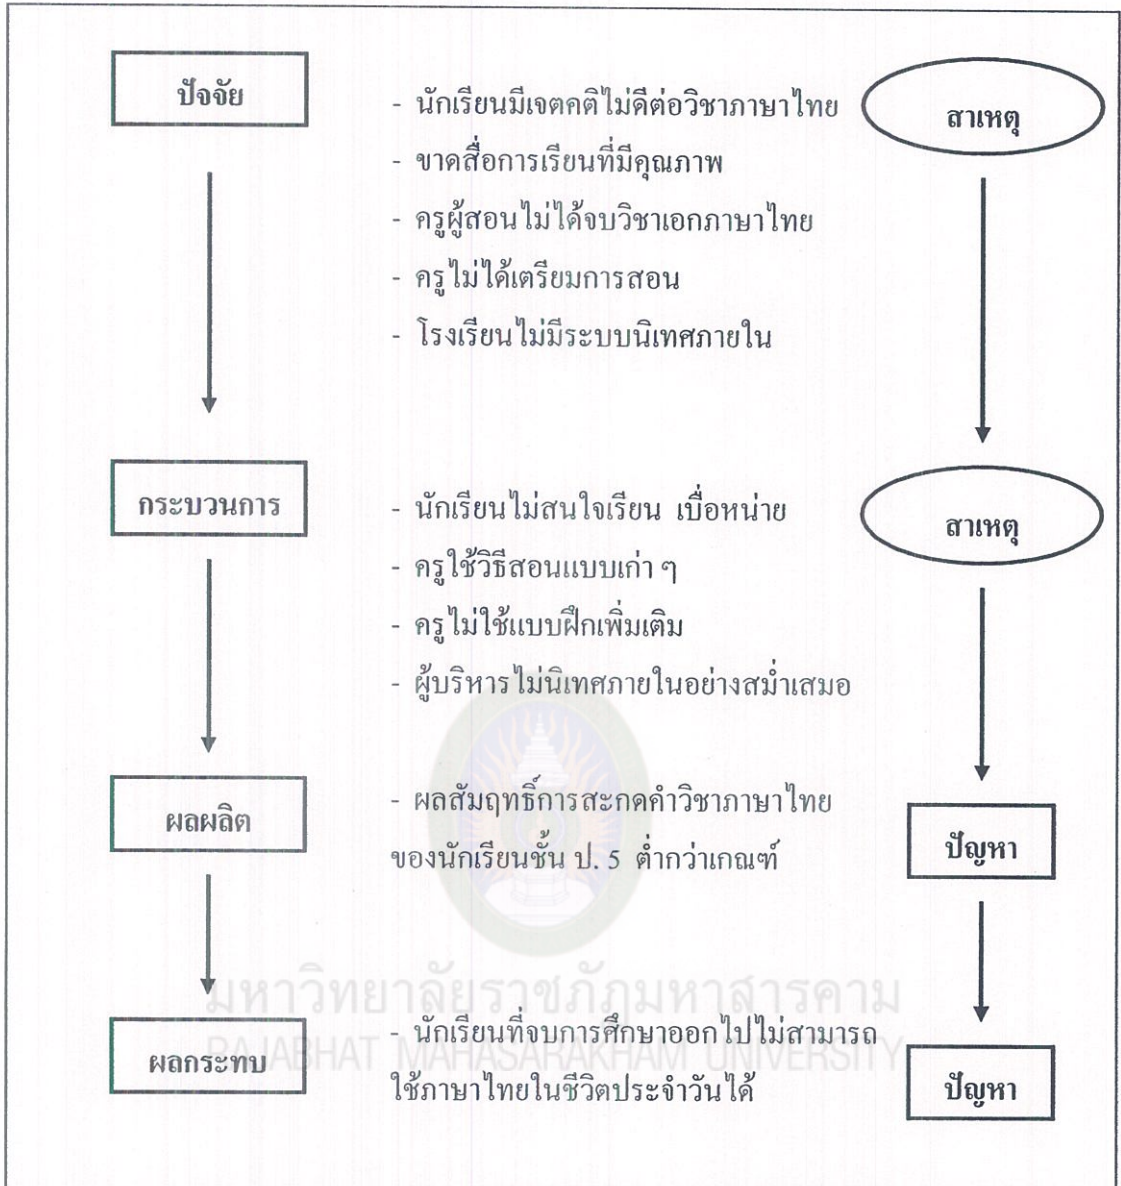 ปัจจัย
- นักเรียนมีเจตคติไม่ดีต่อวิชาภาษาไทย
สาเหตุ
- ขาดสื่อการเรียนที่มีคุณภาพ
- ครูผู้สอนไม่ได้จบวิชาเอกภาษาไทย
- ครูไม่ได้เตรียมการสอน
- โรงเรียนไม่มีระบบนิเทศภายใน
กระบวนการ
- นักเรียนไม่สนใจเรียน เบื่อหน่าย
สาเหตุ
- ครูใช้วิธีสอนแบบเก่า ๆ
- ครูไม่ใช้แบบฝึกเพิ่มเติม
- ผู้บริหารไม่นิเทศภายในอย่างสม่ำเสมอ
ผลผลิต
- ผลสัมฤทธิ์การสะกดคำวิชาภาษาไทย
ของนักเรียนชั้น ป. 5 ต่ำกว่าเกณฑ์
ปัญหา
มหาวิทยาลัยราชภัฏมหาสารคาม
RAJABHAT MAHASARAKHAM UNIVERSITY
ผลกระทบ
- นักเรียนที่จบการศึกษาออกไปไม่สามารถ
ใช้ภาษาไทยในชีวิตประจำวันได้
ปัญหา